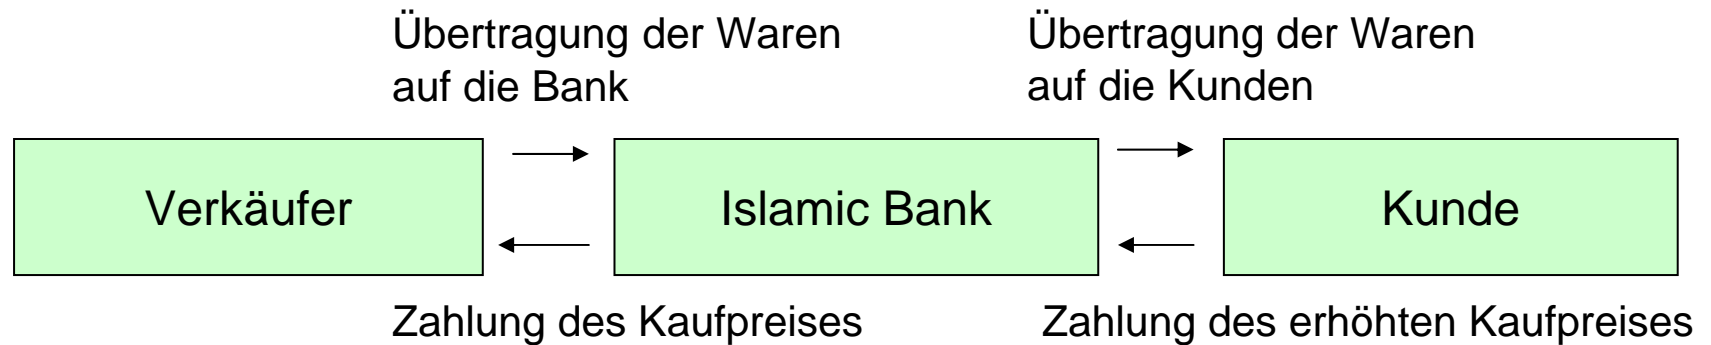 Übertragung der Waren
auf die Bank
Übertragung der Waren
auf die Kunden
Verkäufer
Islamic Bank
Kunde
Zahlung des Kaufpreises
Zahlung des erhöhten Kaufpreises